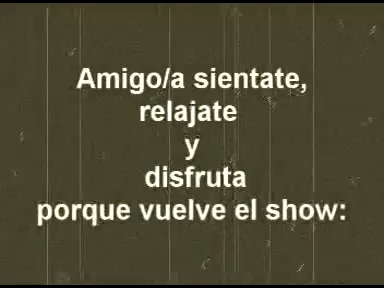 Amigo/a sientate,
relajate
y
disfruta
porque vuelve el show: